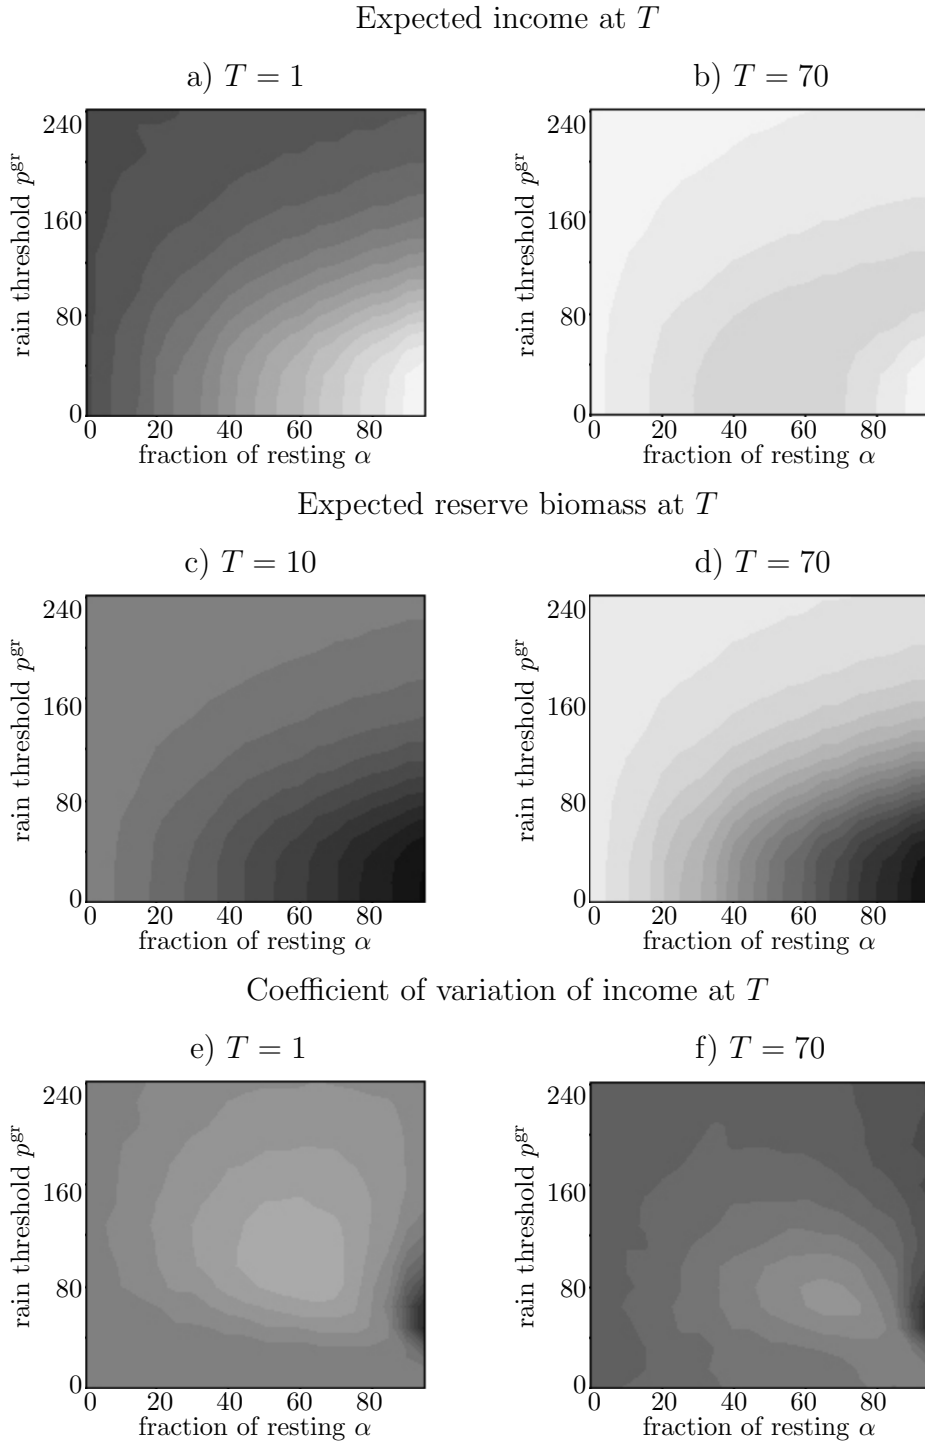 Expected income at T
a) T = 1
b) T = 70
rain threshold p^gr
240
160
80
0
0 20 40 60 80
fraction of resting α
rain threshold p^gr
240
160
80
0
0 20 40 60 80
fraction of resting α
Expected reserve biomass at T
c) T = 10
d) T = 70
rain threshold p^gr
240
160
80
0
0 20 40 60 80
fraction of resting α
rain threshold p^gr
240
160
80
0
0 20 40 60 80
fraction of resting α
Coefficient of variation of income at T
e) T = 1
f) T = 70
rain threshold p^gr
240
160
80
0
0 20 40 60 80
fraction of resting α
rain threshold p^gr
240
160
80
0
0 20 40 60 80
fraction of resting α